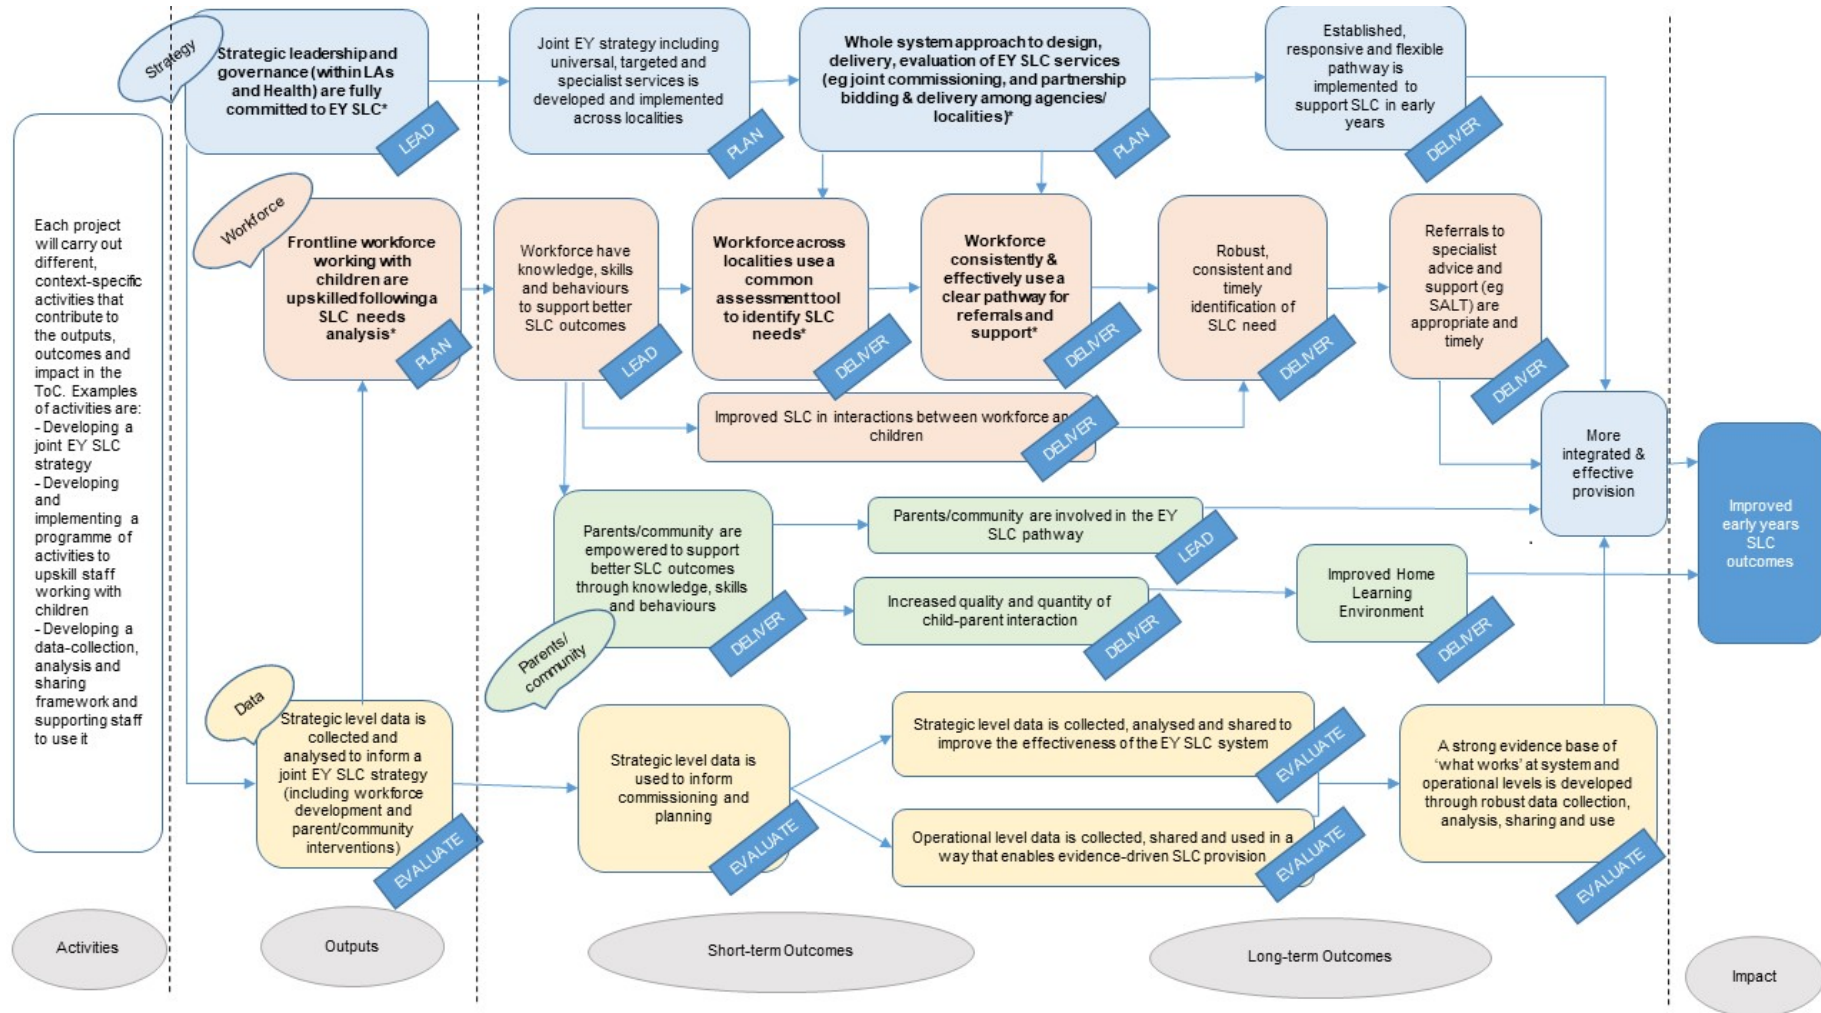 Strategy
Strategic leadership and
governance (within LAs
and Health) are fully
committed to EY SLC*
LEAD
Joint EY strategy including
universal, targeted and
specialist services is
developed and implemented
across localities
PLAN
Whole system approach to design,
delivery, evaluation of EY SLC services
(eg joint commissioning, and partnership
bidding & delivery among agencies/
localities)*
PLAN
Established,
responsive and flexible
pathway is
implemented to
support SLC in early
years
DELIVER
Each project
will carry out
different,
context-specific
activities that
contribute to
the outputs,
outcomes and
impact in the
ToC. Examples
of activities are:
- Developing a
joint EY SLC
strategy
- Developing
and
implementing a
programme of
activities to
upskill staff
working with
children
- Developing a
data-collection,
analysis and
sharing
framework and
supporting staff
to use it
Workforce
Frontline workforce
working with
children are
upskilled following a
SLC needs
analysis*
PLAN
Workforce have
knowledge, skills
and behaviours
to support better
SLC outcomes
LEAD
Workforce across
localities use a
common
assessment tool
to identify SLC
needs*
DELIVER
Workforce
consistently &
effectively use a
clear pathway for
referrals and
support*
DELIVER
Robust,
consistent and
timely
identification of
SLC need
DELIVER
Referrals to
specialist
advice and
support (eg
SALT) are
appropriate and
timely
DELIVER
Improved SLC in interactions between workforce an
children
DELIVER
More
integrated &
effective
provision
Improved
early years
SLC
outcomes
Parents/community are
empowered to support
better SLC outcomes
through knowledge, skills
and behaviours
DELIVER
Parents/
community
Parents/community are involved in the EY
SLC pathway
LEAD
Increased quality and quantity of
child-parent interaction
DELIVER
Improved Home
Learning
Environment
DELIVER
Data
Strategic level data is
collected and
analysed to inform a
joint EY SLC strategy
(including workforce
development and
parent/community
interventions)
EVALUATE
Strategic level data is
used to inform
commissioning and
planning
EVALUATE
Strategic level data is collected, analysed and shared to
improve the effectiveness of the EY SLC system
EVALUATE
Operational level data is collected, shared and used in a
way that enables evidence-driven SLC provision
EVALUATE
A strong evidence base of
‘what works’ at system and
operational levels is developed
through robust data collection,
analysis, sharing and use
EVALUATE
Activities
Outputs
Short-term Outcomes
Long-term Outcomes
Impact